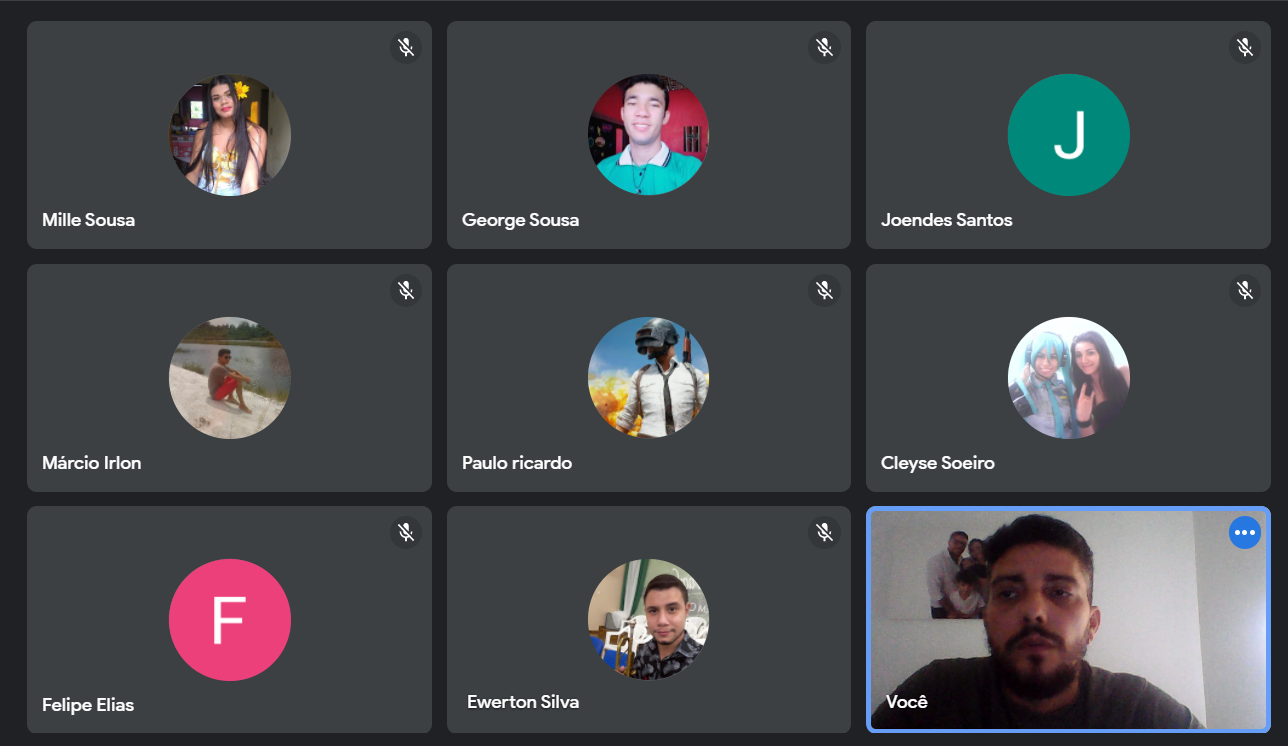 Mille Sousa
George Sousa
J
Joendes Santos
Márcio Irlon
Paulo ricardo
Cleyse Soeiro
F
Felipe Elias
Ewerton Silva
Você